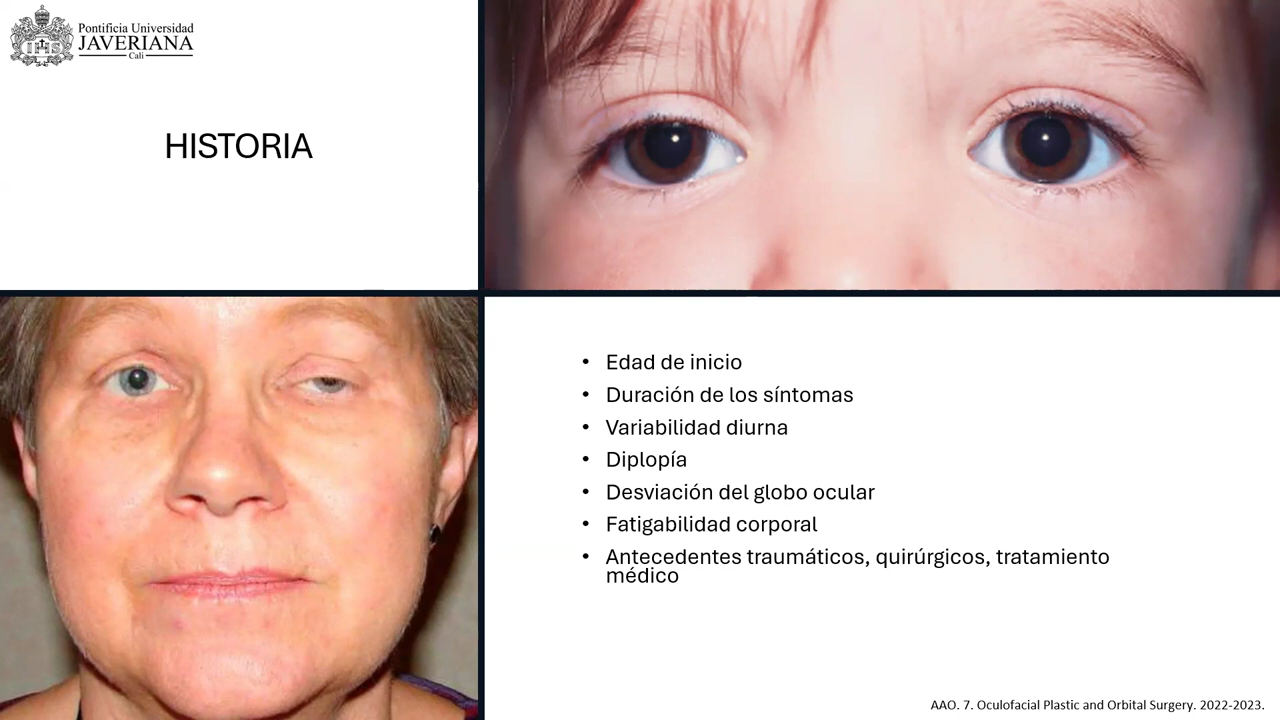 Pontificia Universidad
JAVERIANA
Cali
HISTORIA
• Edad de inicio
• Duración de los síntomas
• Variabilidad diurna
• Diplopía
• Desviación del globo ocular
• Fatigabilidad corporal
• Antecedentes traumáticos, quirúrgicos, tratamiento
médico
AAO. 7. Oculofacial Plastic and Orbital Surgery. 2022-2023.